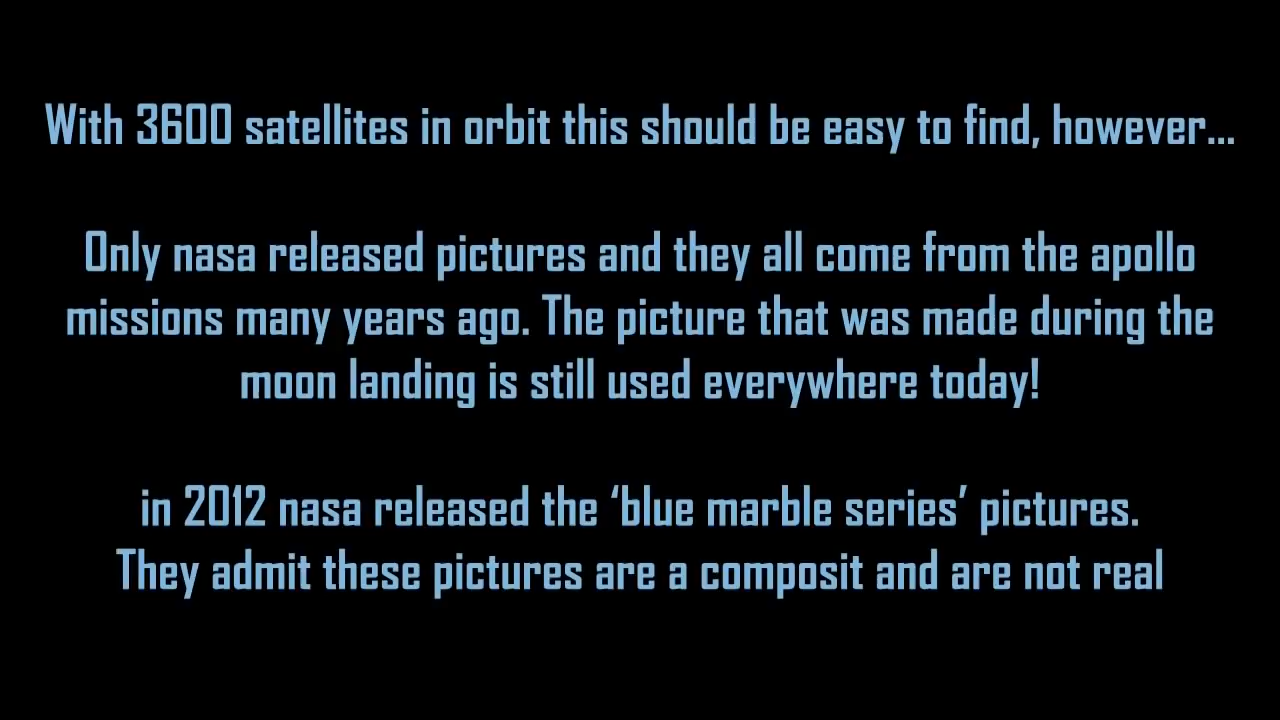 With 3600 satellites in orbit this should be easy to find, however...
Only nasa released pictures and they all come from the apollo
missions many years ago. The picture that was made during the
moon landing is still used everywhere today!
in 2012 nasa released the ‘blue marble series’ pictures.
They admit these pictures are a composit and are not real